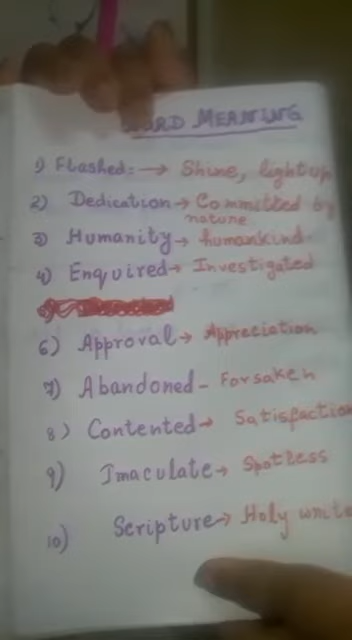 WORD MEANING
1) Flashed:→ Shine, light up
2) Dedication → Committed by
nature
3) Humanity → humankind
4) Enquired → Investigated
6) Approval → Appreciation
7) Abandoned - Forsaken
8) Contented → Satisfaction
9) Imaculate → Spotless
10) Scripture → Holy write